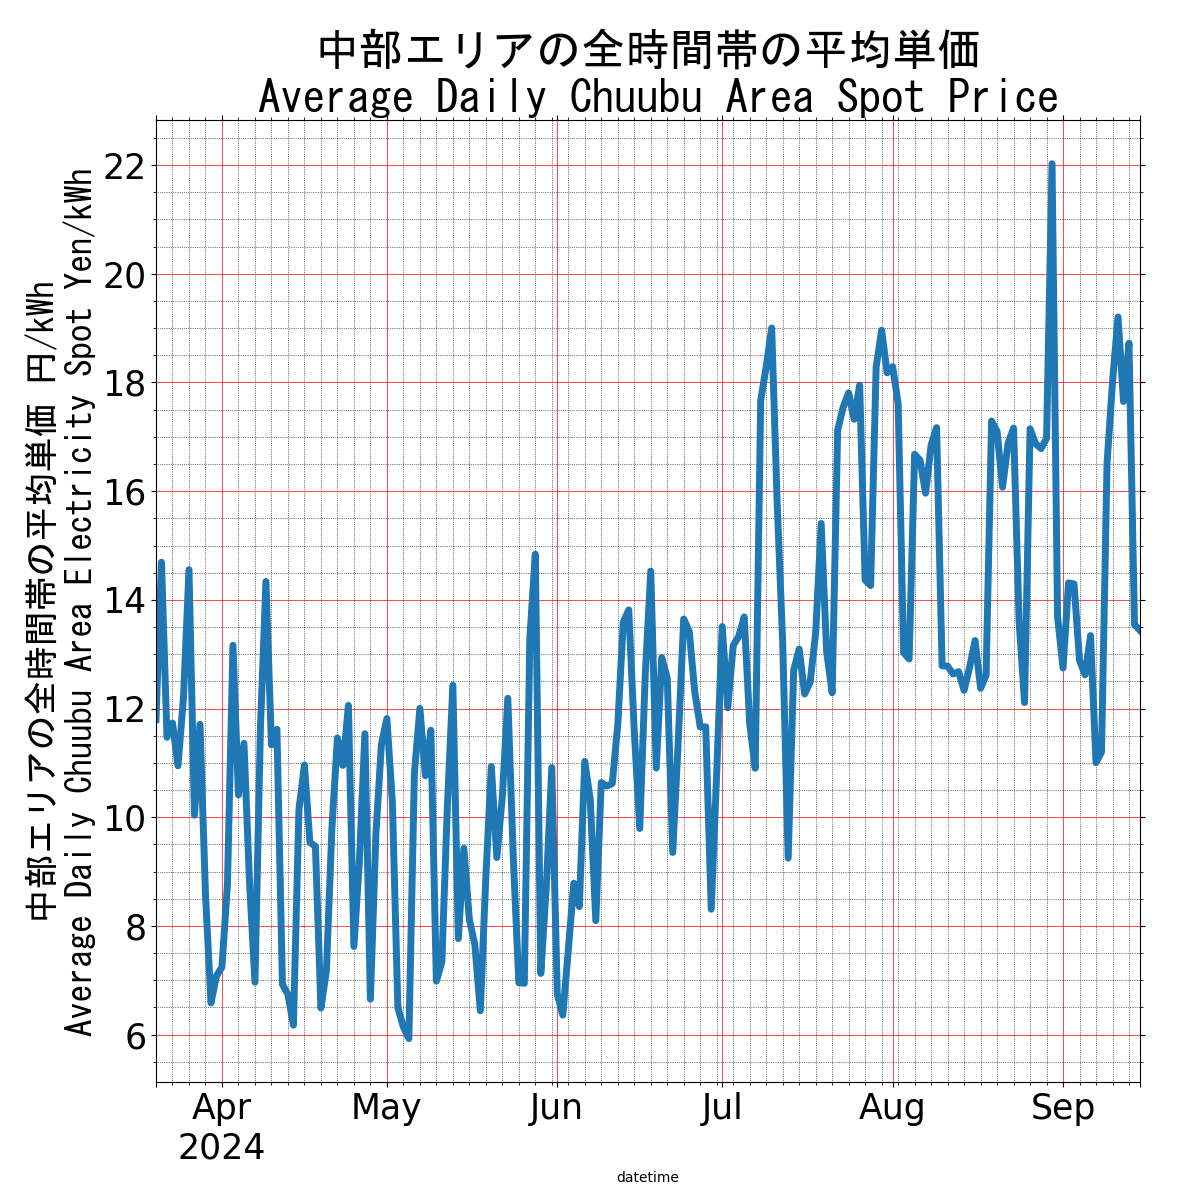 中部エリアの全時間帯の平均単価
Average Daily Chuubu Area Spot Price
中部エリアの全時間帯の平均単価 円/kWh
Average Daily Chuubu Area Electricity Spot Yen/kWh
22
20
18
16
14
12
10
8
6
Apr
2024
May
Jun
Jul
Aug
Sep
datetime